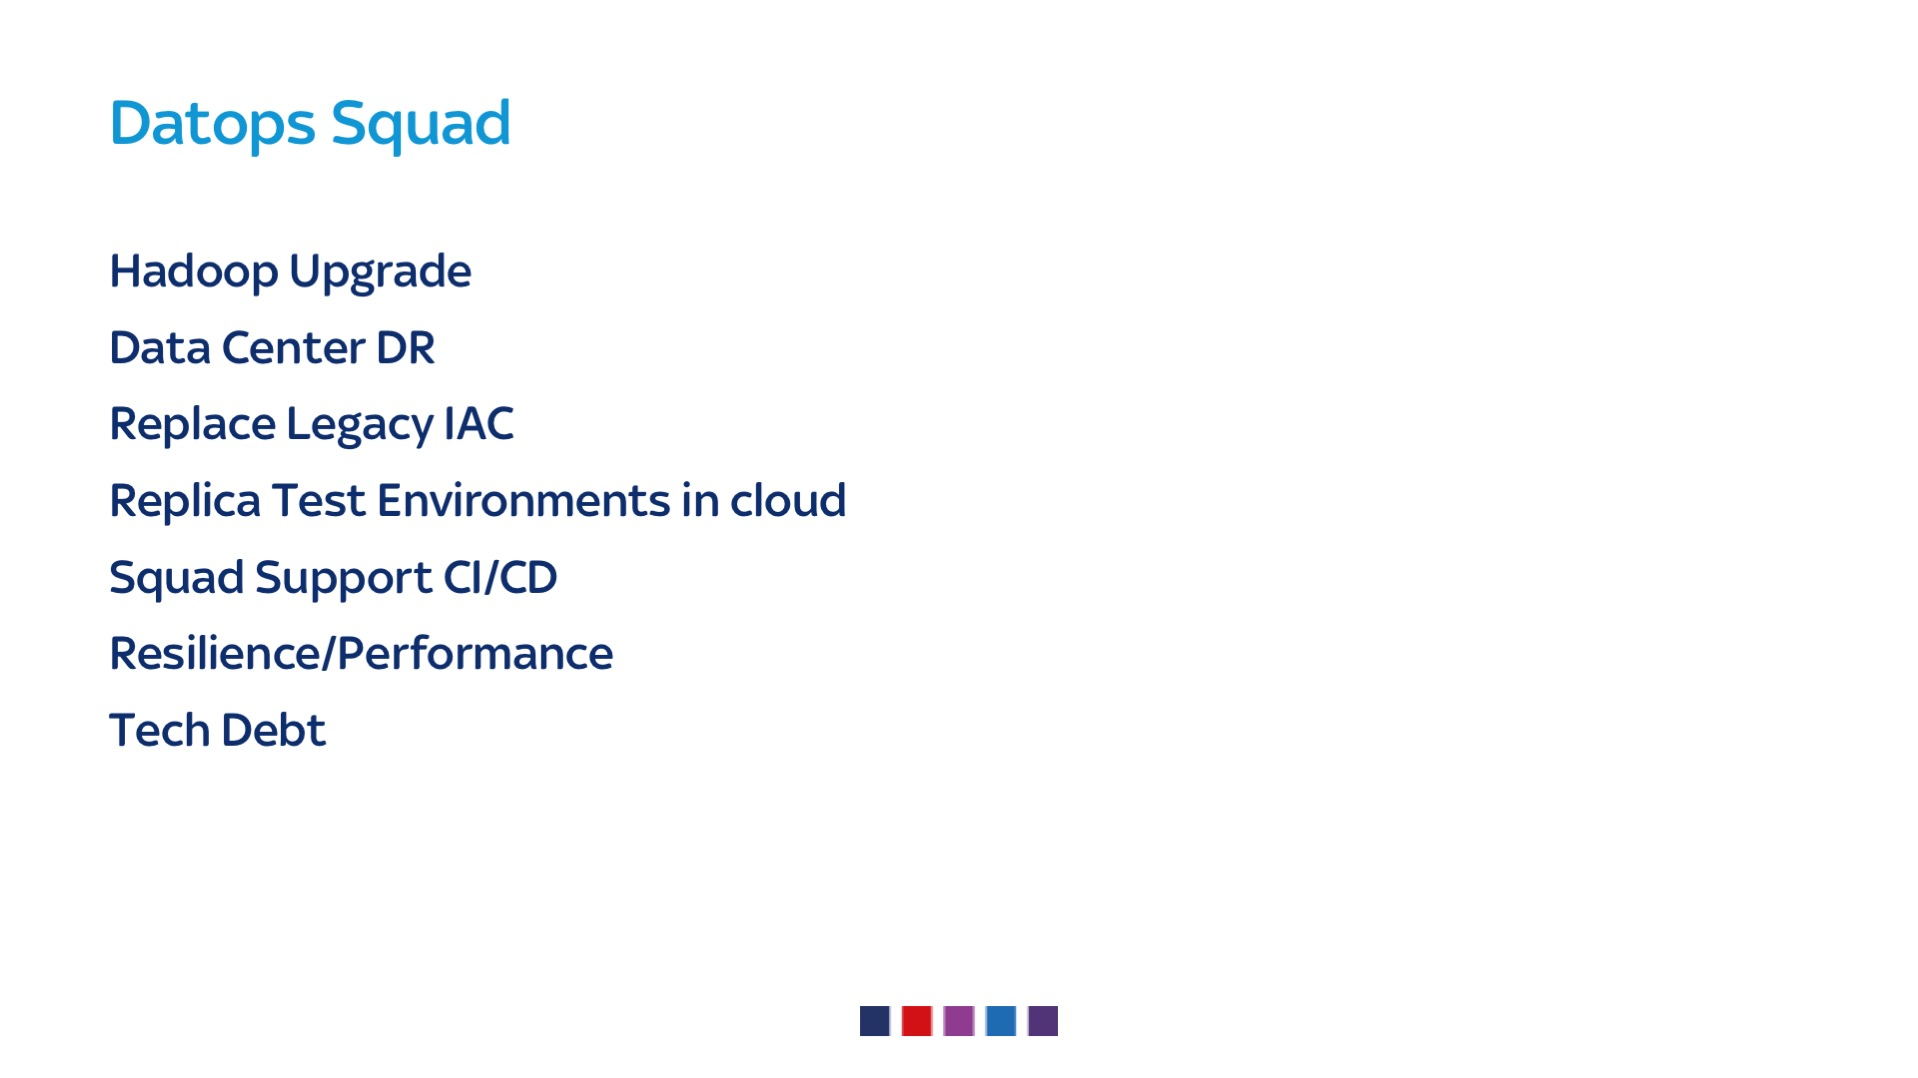 Datops Squad
Hadoop Upgrade
Data Center DR
Replace Legacy IAC
Replica Test Environments in cloud
Squad Support CI/CD
Resilience/Performance
Tech Debt